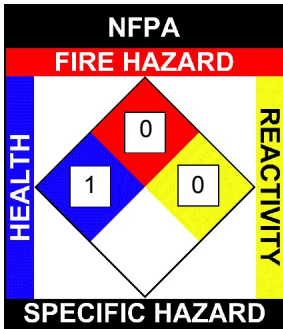 NFPA
FIRE HAZARD
HEALTH
0
1
0
REACTIVITY
SPECIFIC HAZARD